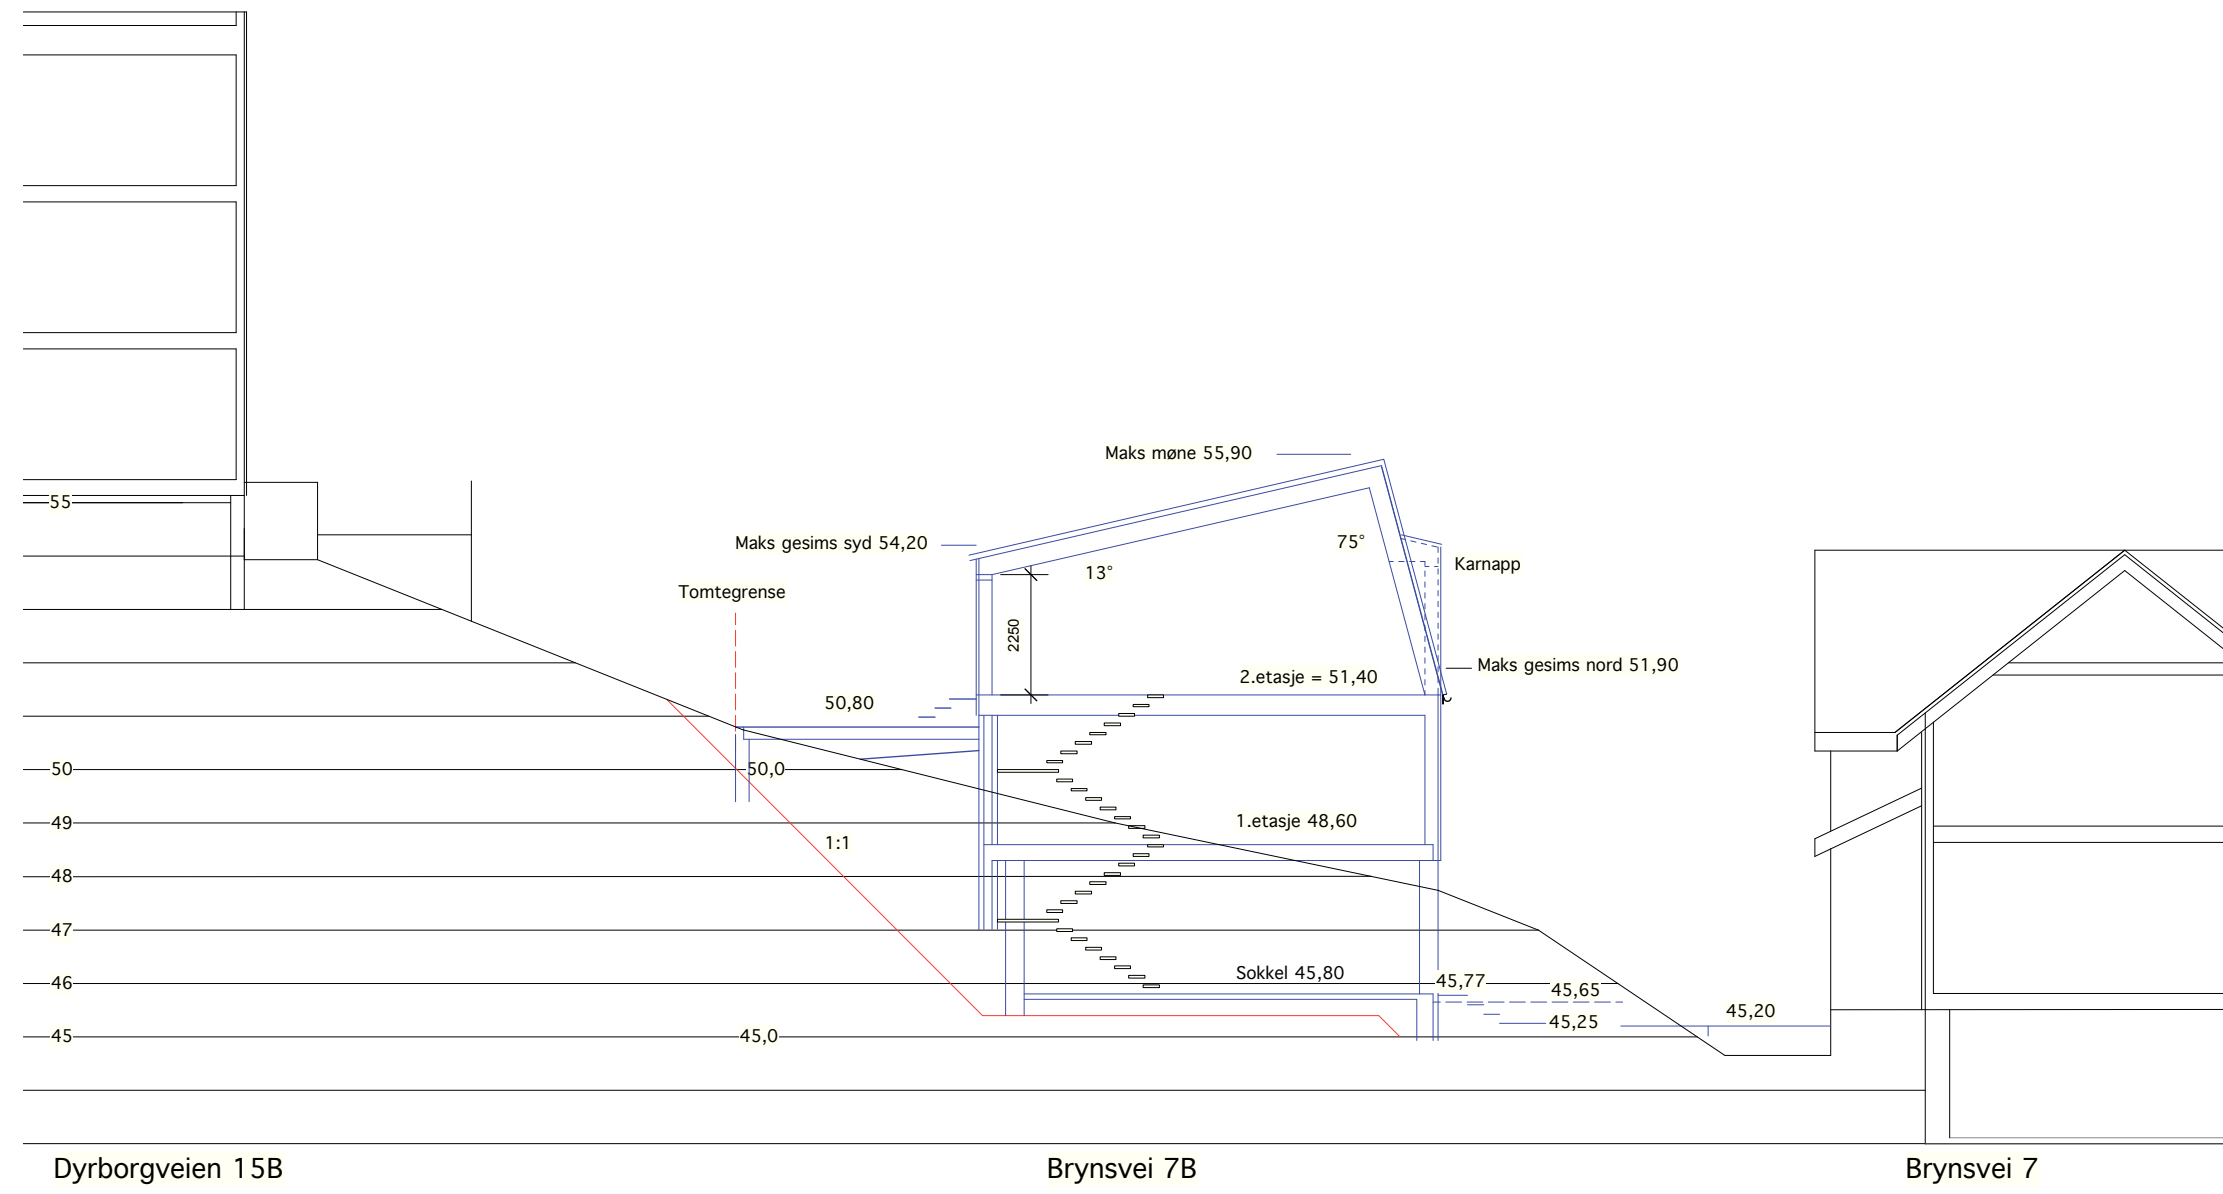 Maks møne 55,90
55
Maks gesims syd 54,20
75°
Karnapp
13°
Tomtegrense
2250
Maks gesims nord 51,90
2.etasje = 51,40
50,80
50
50,0
49
1.etasje 48,60
1:1
48
47
46
Sokkel 45,80
45,77
45,65
45,20
45,25
45
45,0
Dyrborgveien 15B
Brynsvei 7B
Brynsvei 7